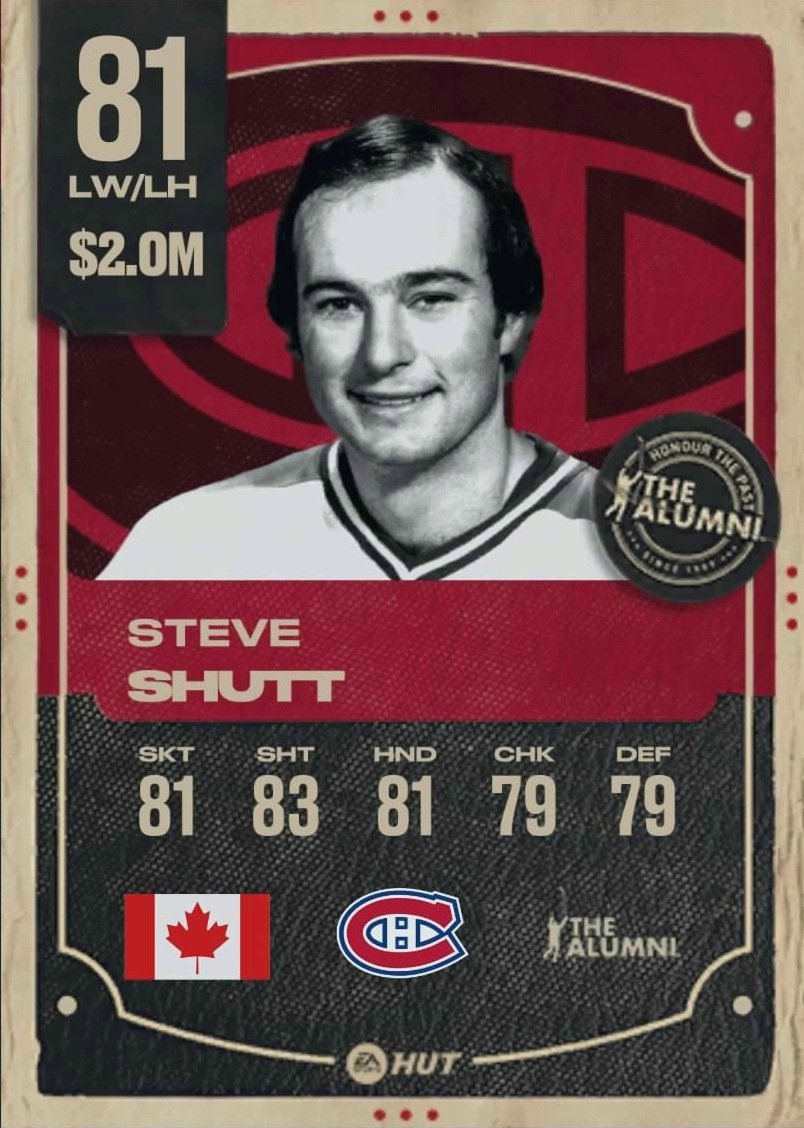 81
LW/LH
$2.0M
HONOUR THE PAST
THE
ALUMNI
STEVE
SHUTT
SKT SHT HND CHK DEF
81 83 81 79 79
THE
ALUMNI
EA
HUT